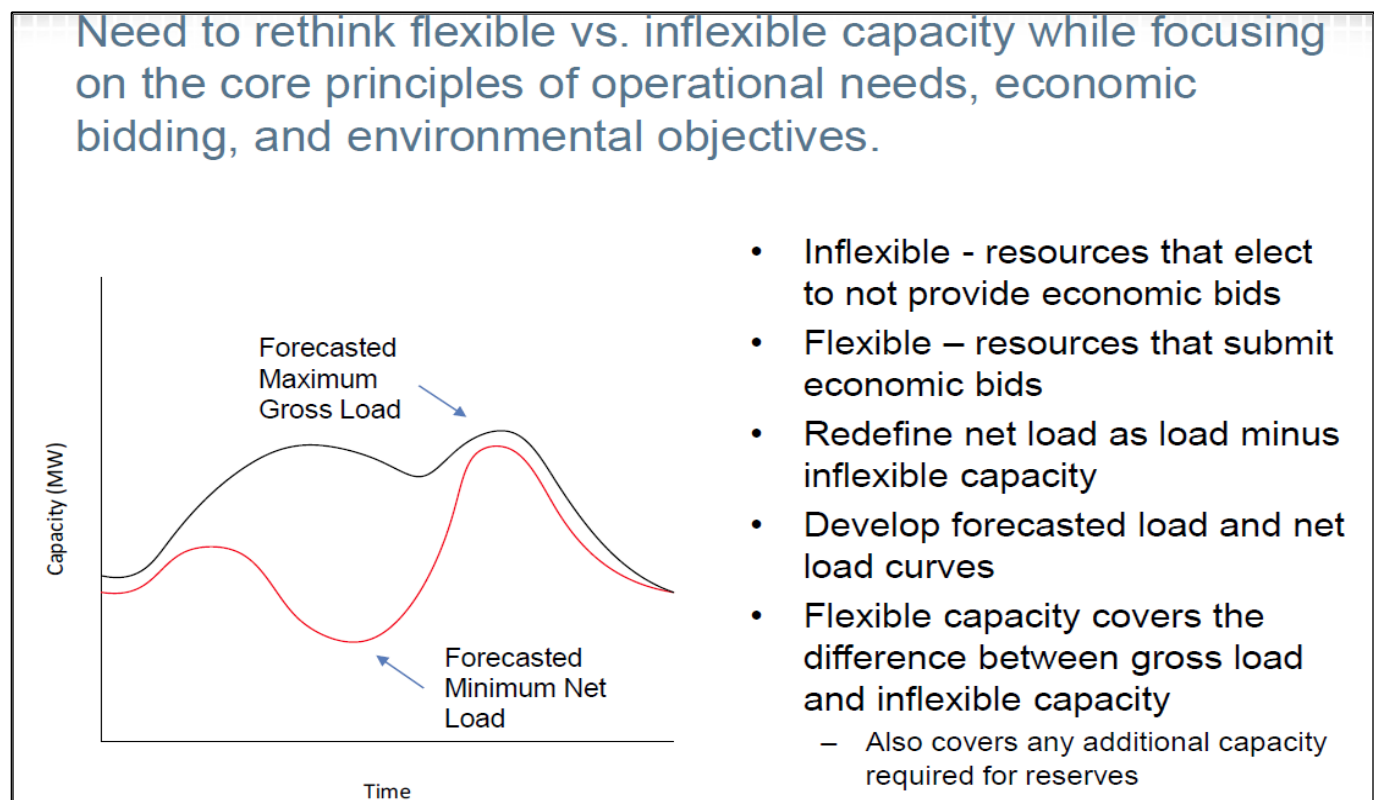 Need to rethink flexible vs. inflexible capacity while focusing
on the core principles of operational needs, economic
bidding, and environmental objectives.
Forecasted
Maximum
Gross Load
Capacity (MW)
Forecasted
Minimum Net
Load
Time
• Inflexible - resources that elect
to not provide economic bids
• Flexible – resources that submit
economic bids
• Redefine net load as load minus
inflexible capacity
• Develop forecasted load and net
load curves
• Flexible capacity covers the
difference between gross load
and inflexible capacity
– Also covers any additional capacity
required for reserves